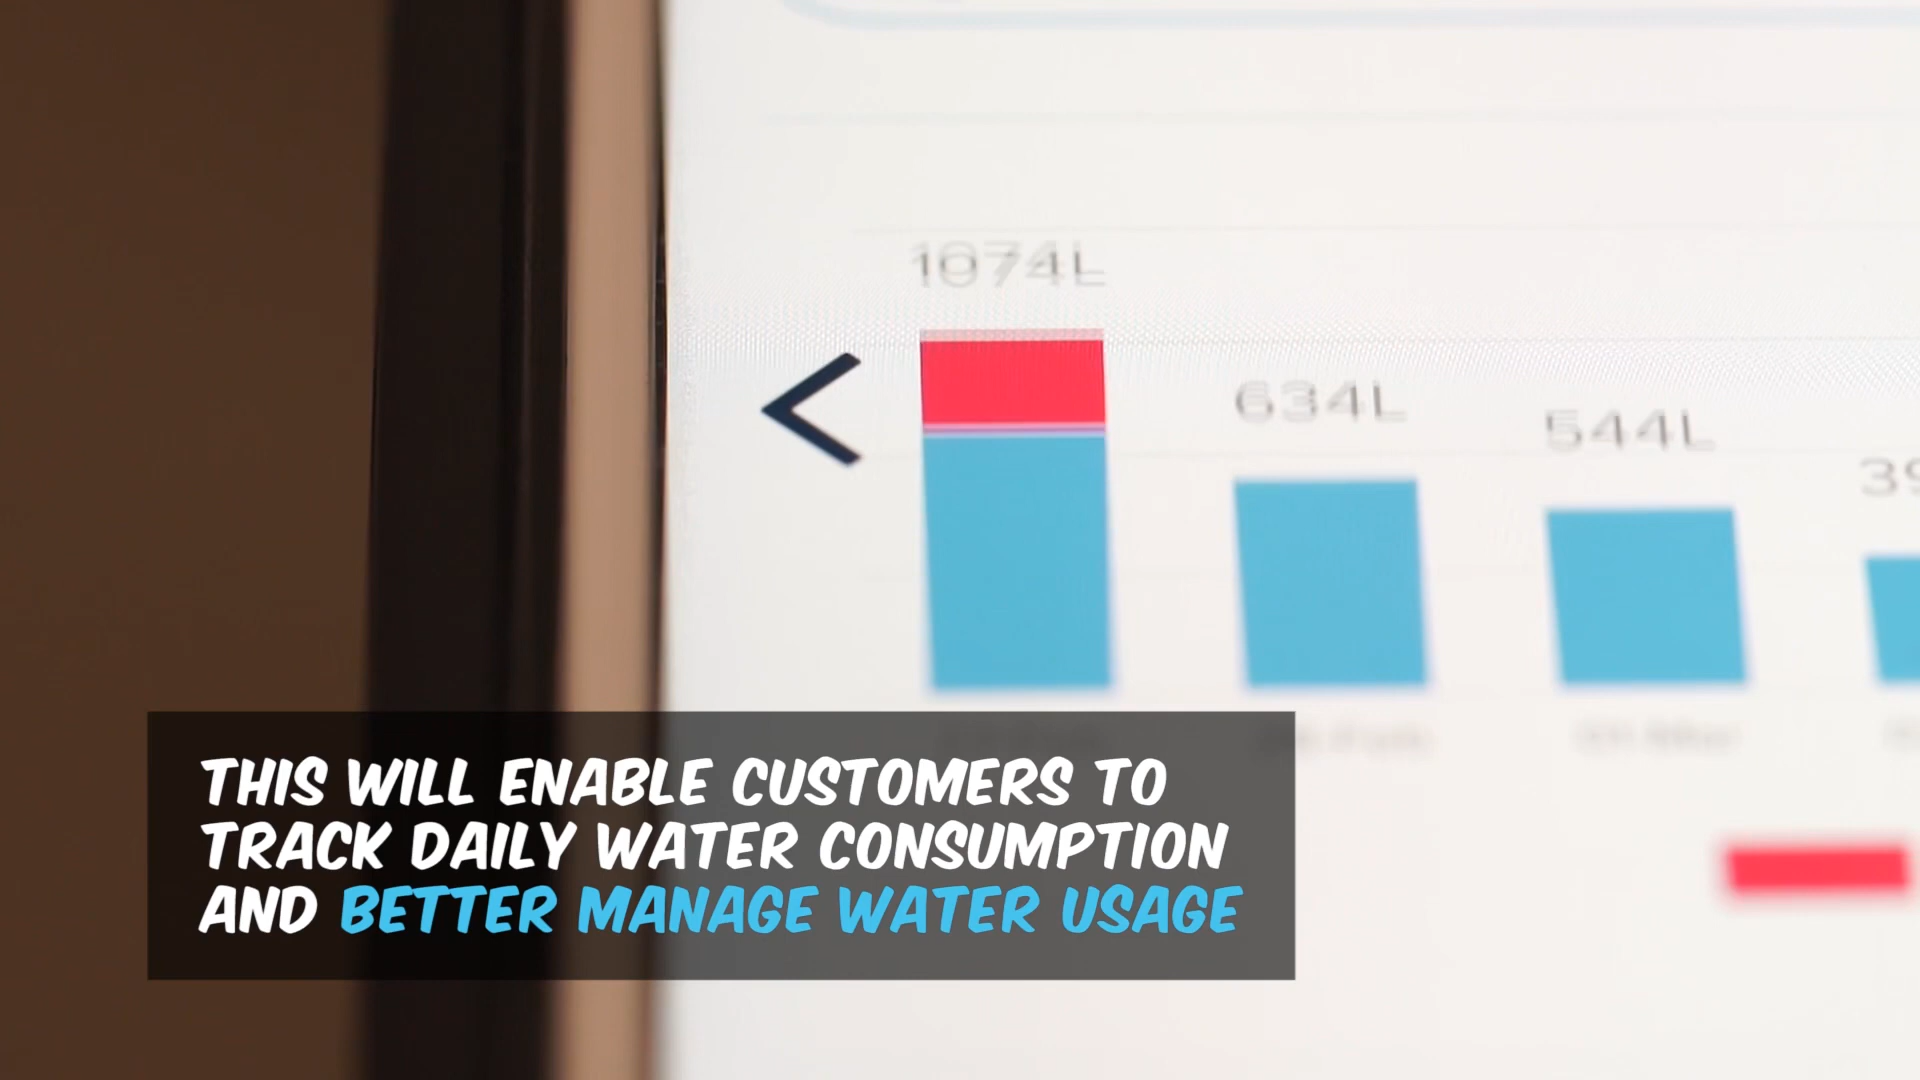 1074L
634L
544L
THIS WILL ENABLE CUSTOMERS TO
TRACK DAILY WATER CONSUMPTION
AND BETTER MANAGE WATER USAGE